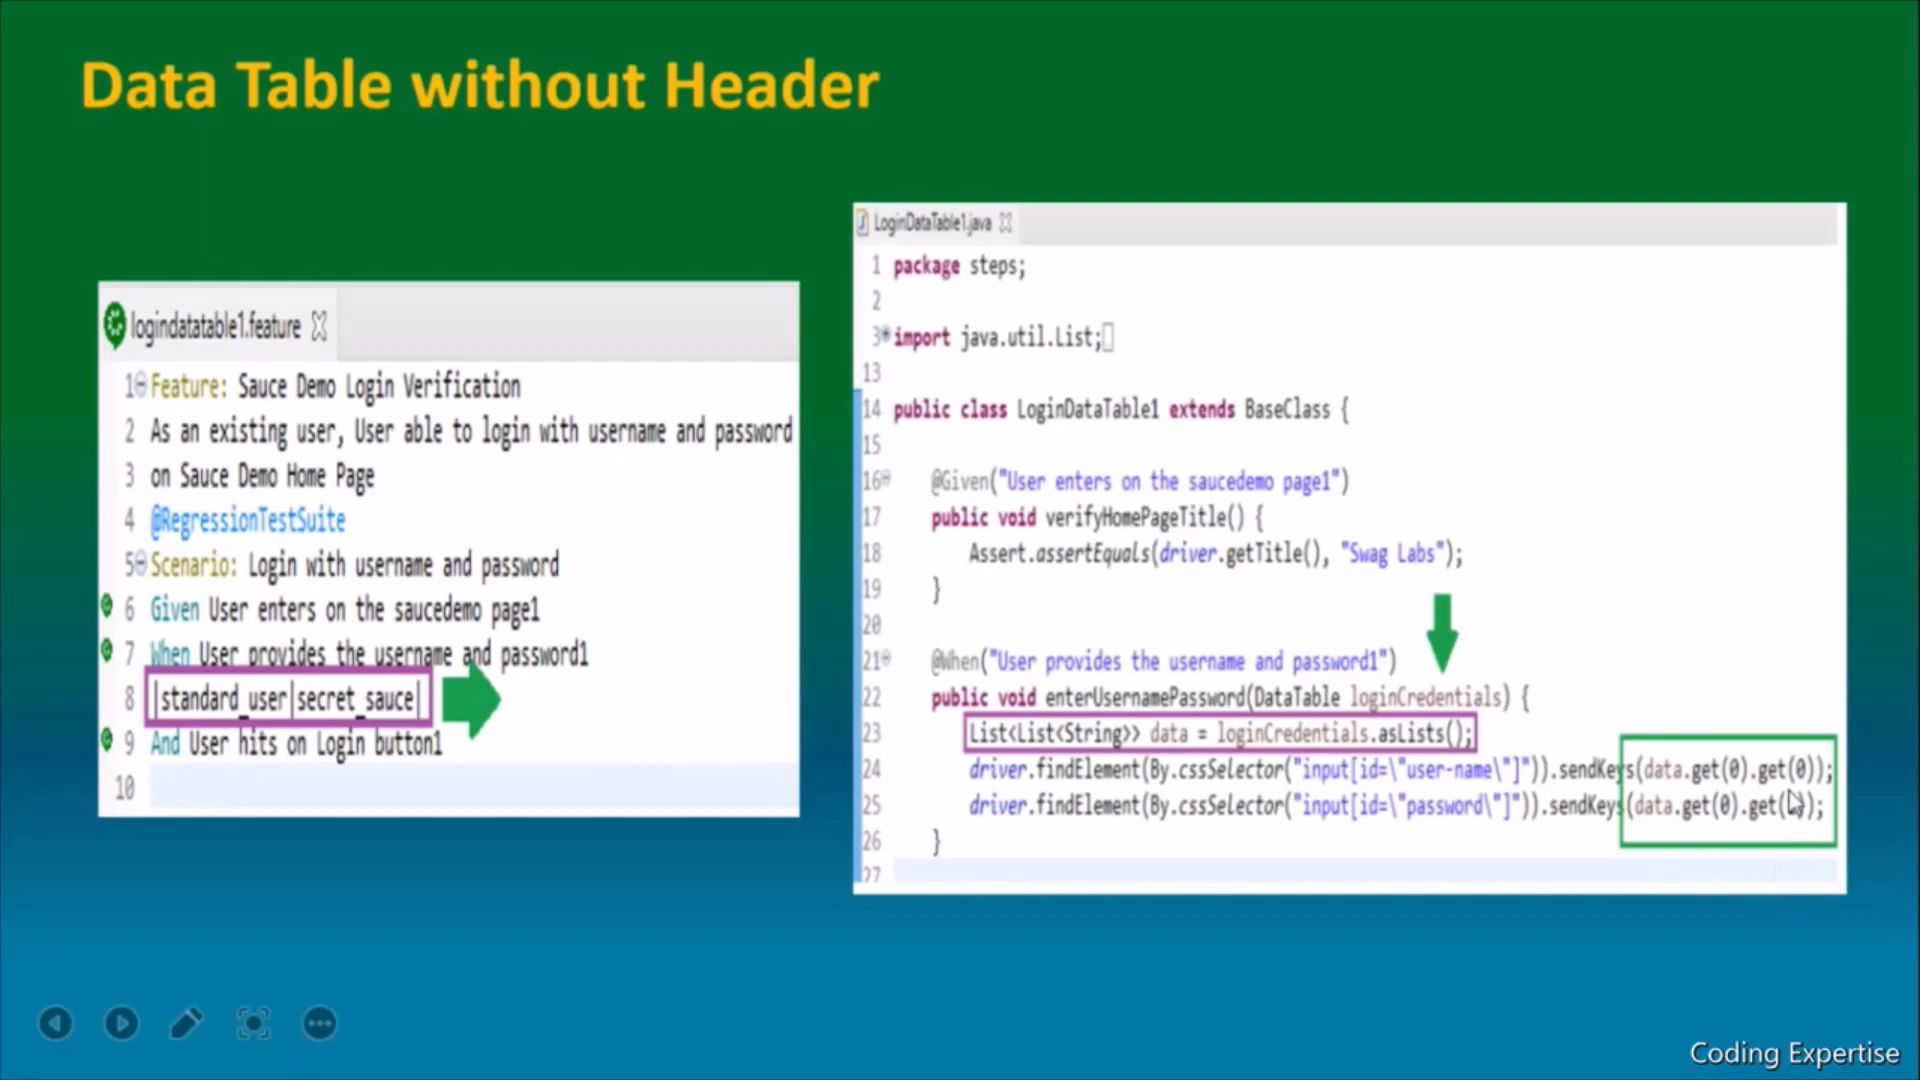 Data Table without Header
logindatatable1.feature
1 Feature: Sauce Demo Login Verification
2 As an existing user, User able to login with username and password
3 on Sauce Demo Home Page
4 @RegressionTestSuite
5 Scenario: Login with username and password
6 Given User enters on the saucedemo page1
7 When User provides the username and password1
8 |standard_user|secret_sauce|
9 And User hits on Login button1
10
LoginDataTable1.java
1 package steps;
2
3 import java.util.List;
13
14 public class LoginDataTable1 extends BaseClass {
15
16 @Given("User enters on the saucedemo page1")
17 public void verifyHomePageTitle() {
18 Assert.assertEquals(driver.getTitle(), "Swag Labs");
19 }
20
21 @When("User provides the username and password1")
22 public void enterUsernamePassword(DataTable loginCredentials) {
23 List<List<String>> data = loginCredentials.asLists();
24 driver.findElement(By.cssSelector("input[id=\"user-name\"]")).sendKeys(data.get(0).get(0));
25 driver.findElement(By.cssSelector("input[id=\"password\"]")).sendKeys(data.get(0).get( ));
26 }
27
Coding Expertise